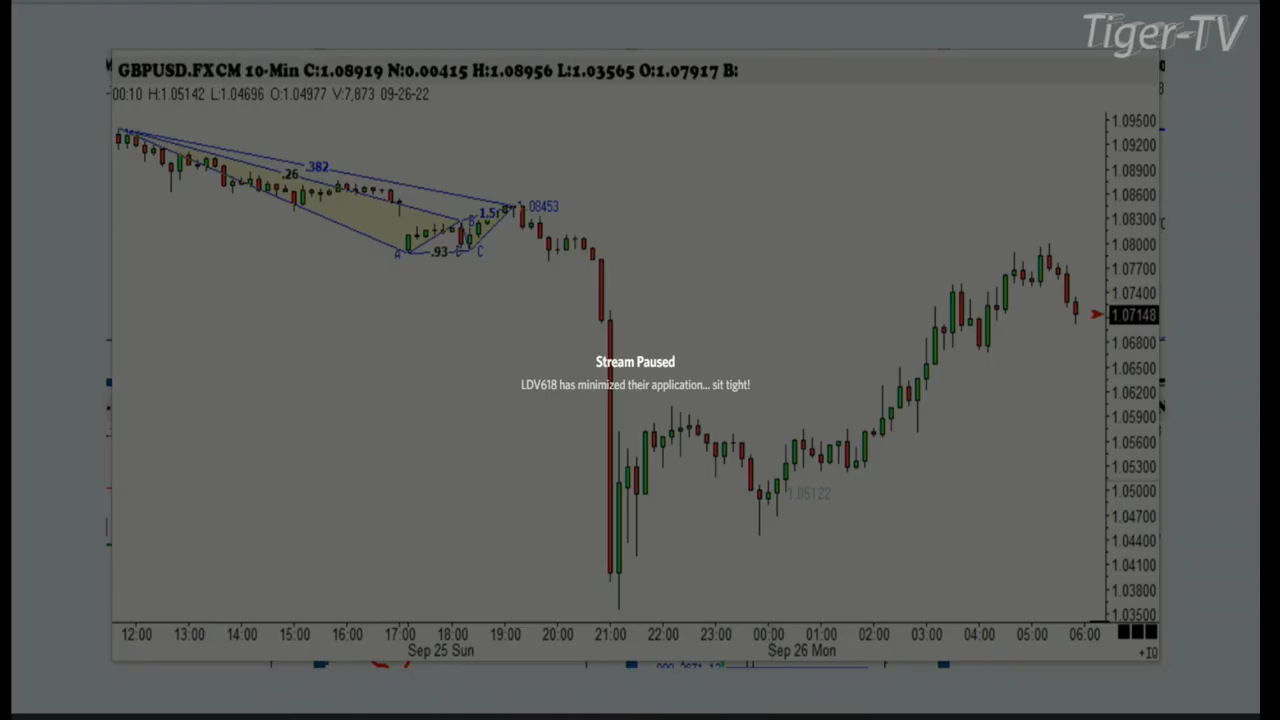 Tiger-TV
GBPUSD.FXCM 10-Min C:1.08919 N:0.00415 H:1.08956 L:1.03565 O:1.07917 B:
00:10 H:1.05142 L:1.04696 O:1.04977 V:7,873 09-26-22
1.09500
1.09200
1.08900
1.08600
1.08300
1.08000
1.07700
1.07400
1.07148
1.06800
1.06500
1.06200
1.05900
1.05600
1.05300
1.05000
1.04700
1.04400
1.04100
1.03800
1.03500
.382
.26
1.5
08453
B
A
.93
C
Stream Paused
LDV618 has minimized their application... sit tight!
1.05122
12:00 13:00 14:00 15:00 16:00 17:00 18:00 19:00 20:00 21:00 22:00 23:00 00:00 01:00 02:00 03:00 04:00 05:00 06:00
Sep 25 Sun Sep 26 Mon